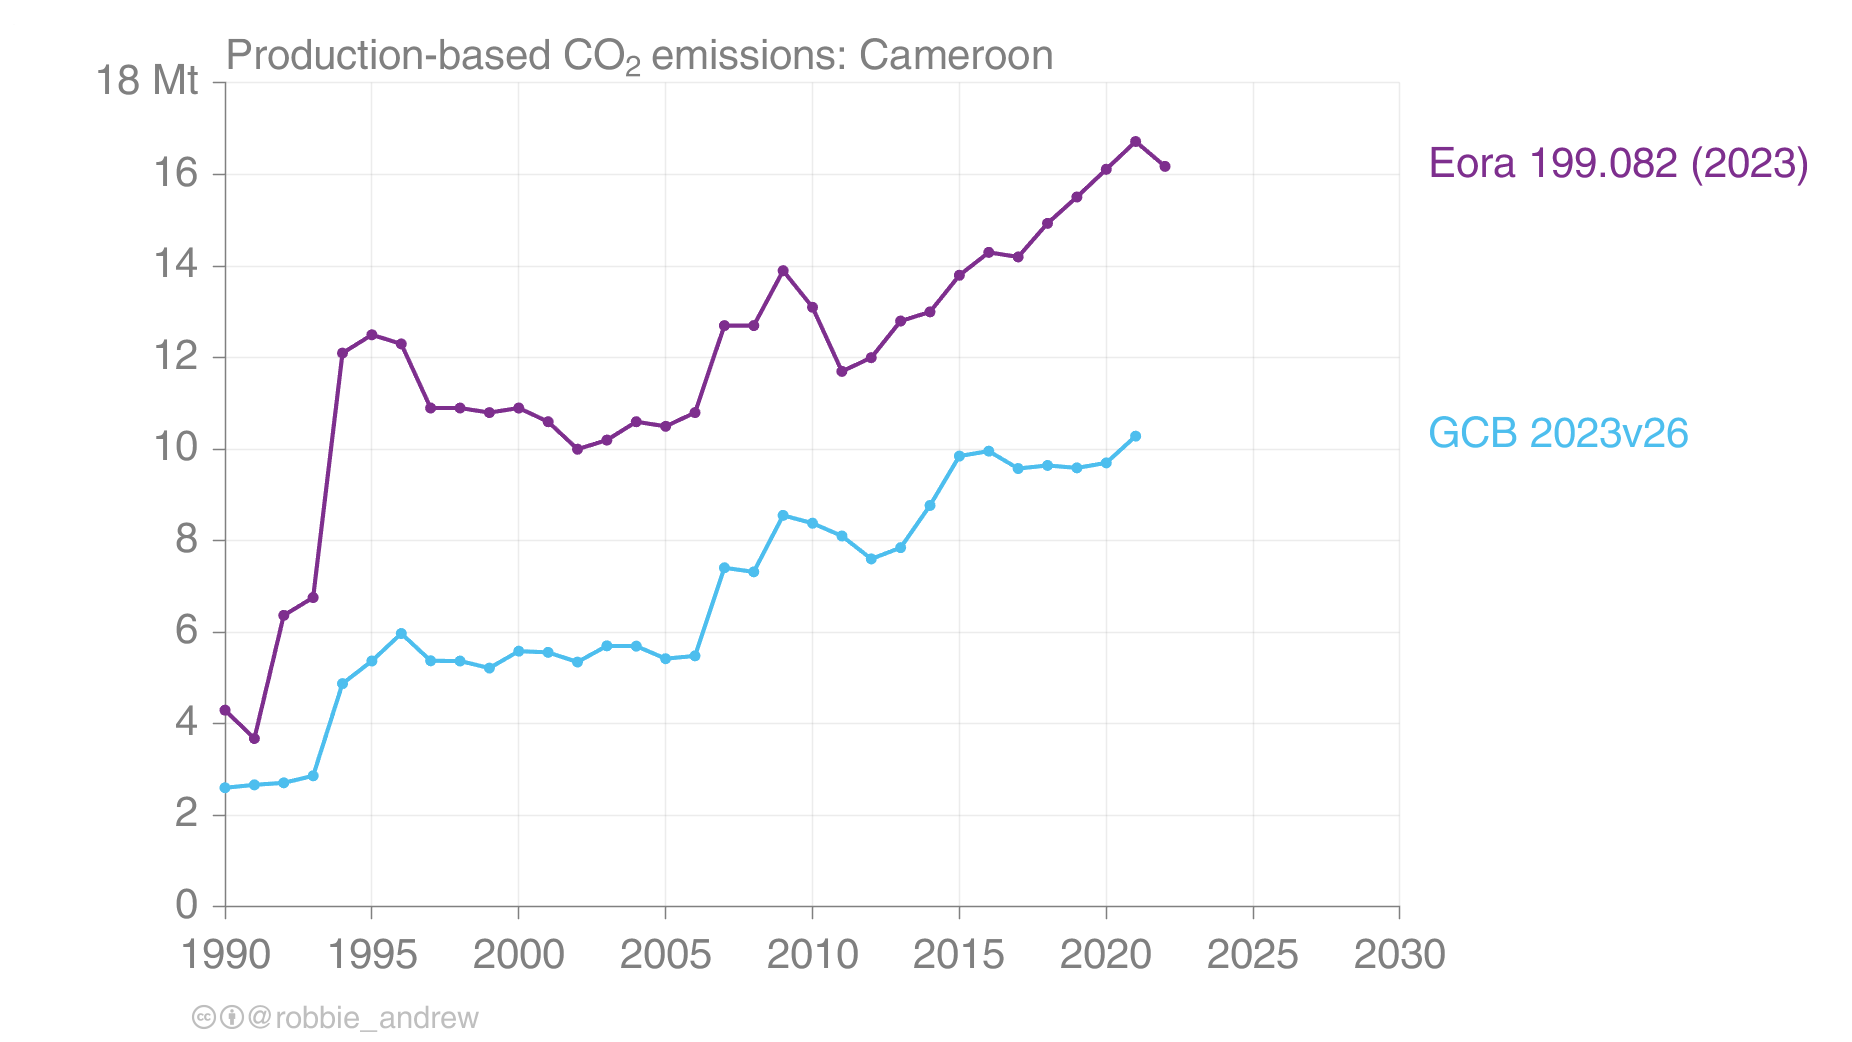 Production-based CO₂ emissions: Cameroon
18 Mt
16
14
12
10
8
6
4
2
0
1990 1995 2000 2005 2010 2015 2020 2025 2030
Eora 199.082 (2023)
GCB 2023v26
cc @robbie_andrew